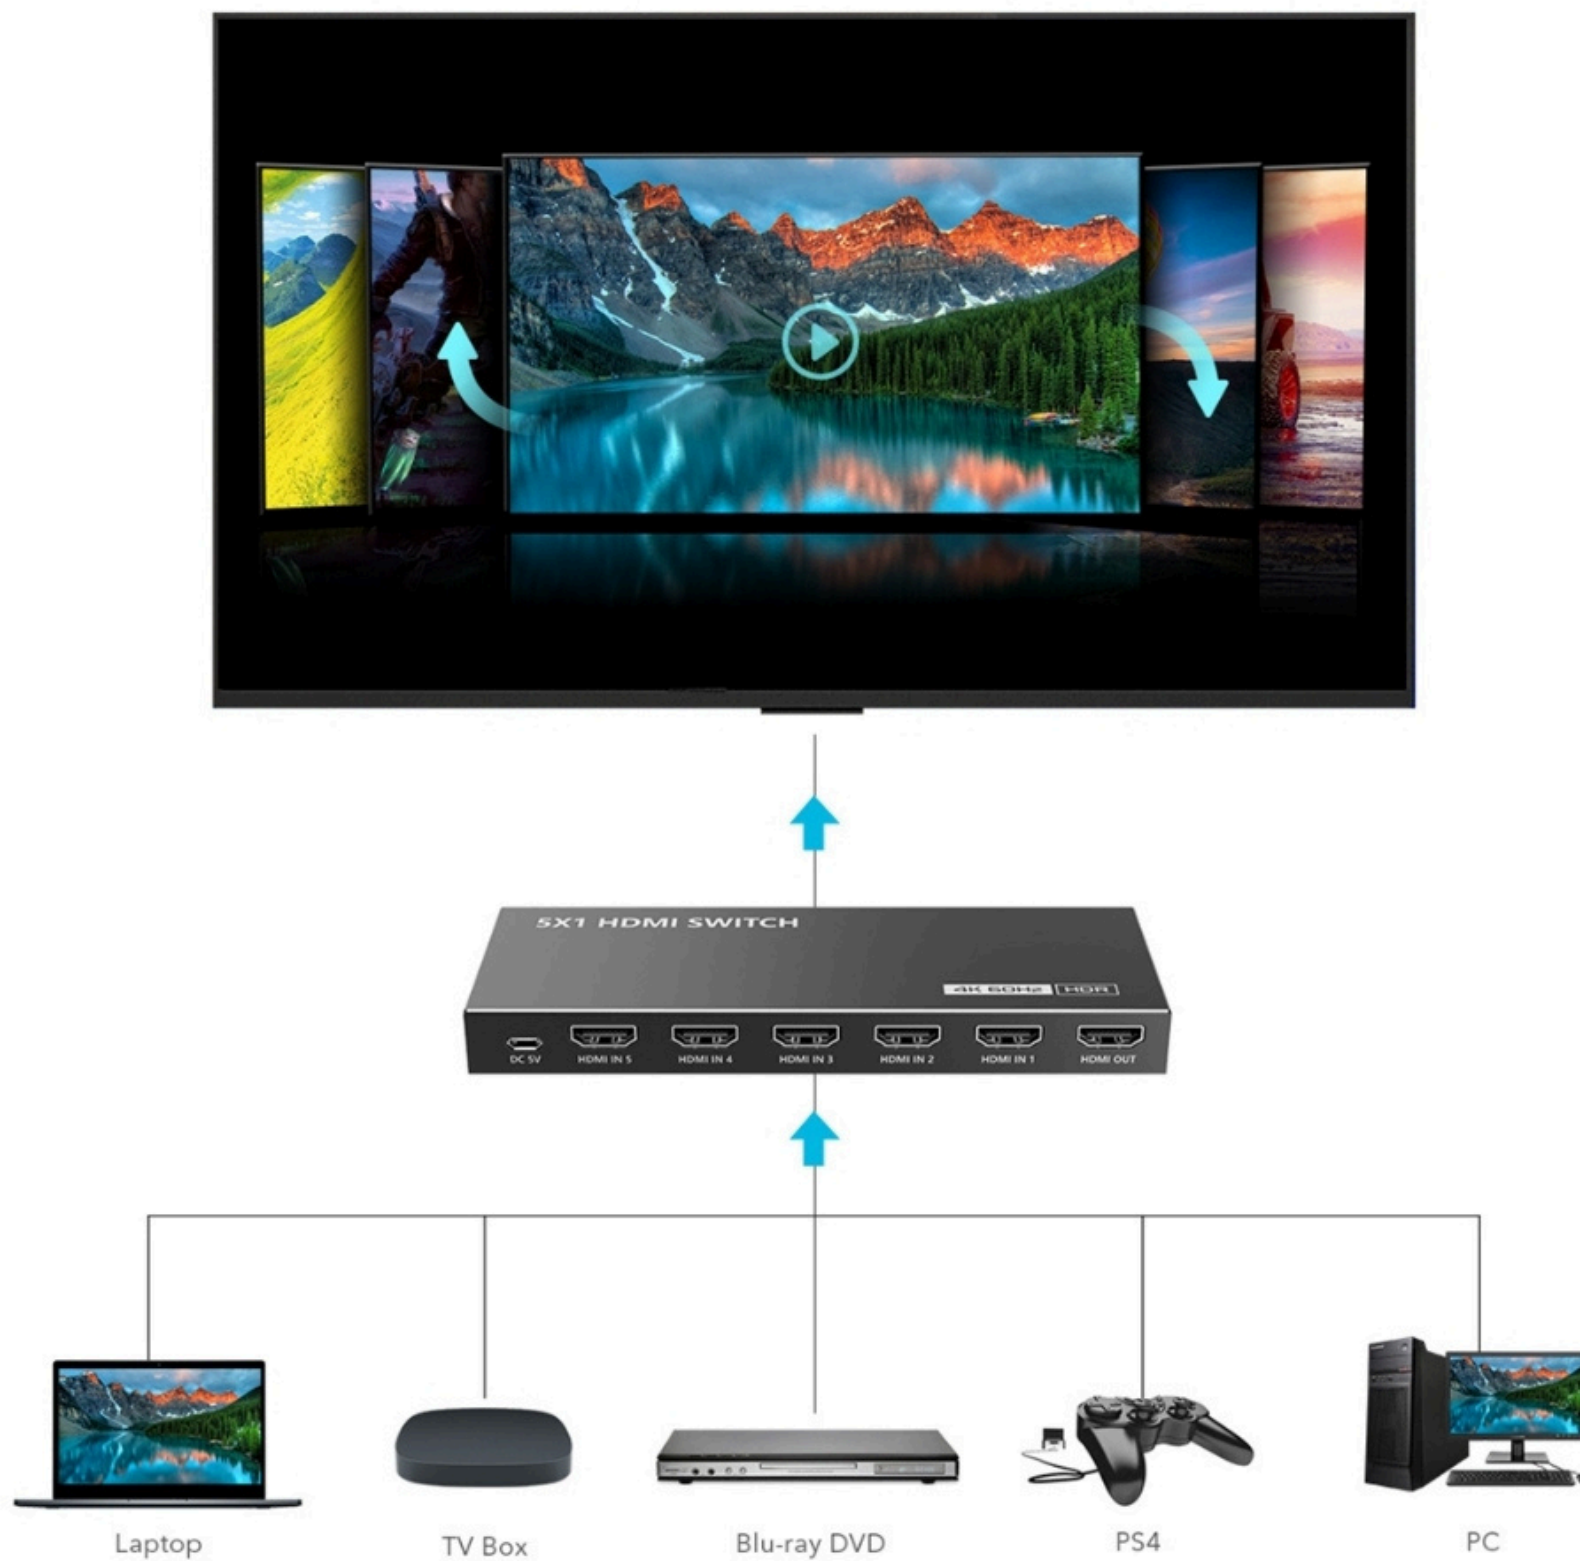 5X1 HDMI SWITCH
4K 60Hz HDR
DC 5V HDMI IN 5 HDMI IN 4 HDMI IN 3 HDMI IN 2 HDMI IN 1 HDMI OUT
Laptop TV Box Blu-ray DVD PS4 PC